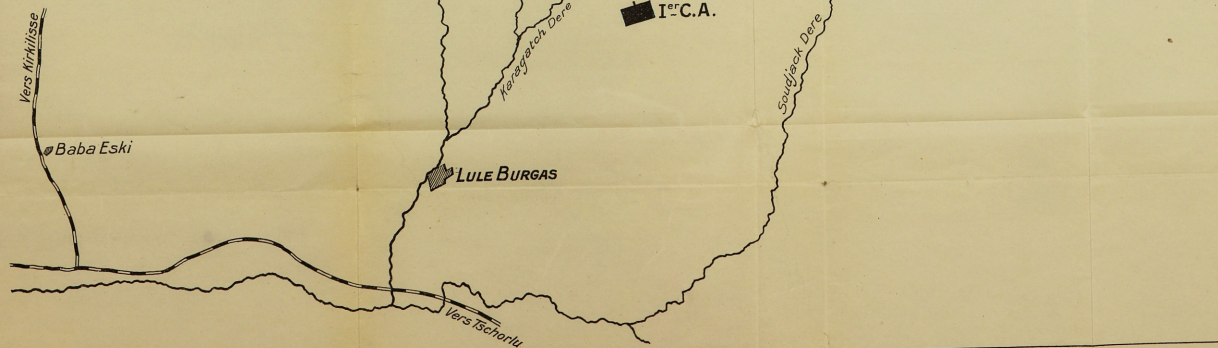 Vers Kirkilisse
Karagatch Dere
Ier C.A.
Soudjack Dere
Baba Eski
LULE BURGAS
Vers Tschorlu